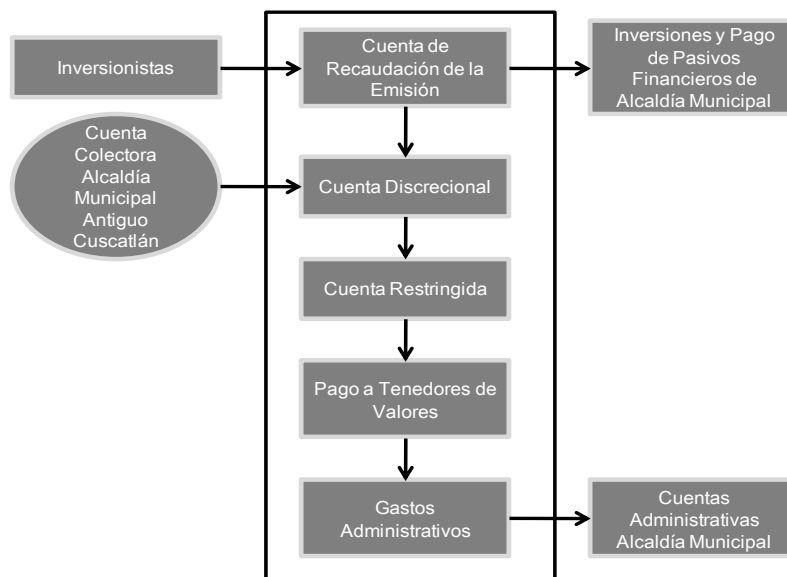 Inversionistas
Cuenta de
Recaudación de la
Emisión
Inversiones y Pago
de Pasivos
Financieros de
Alcaldía Municipal
Cuenta
Colectora
Alcaldía
Municipal
Antiguo
Cuscatlán
Cuenta Discrecional
Cuenta Restringida
Pago a Tenedores de
Valores
Gastos
Administrativos
Cuentas
Administrativas
Alcaldía Municipal